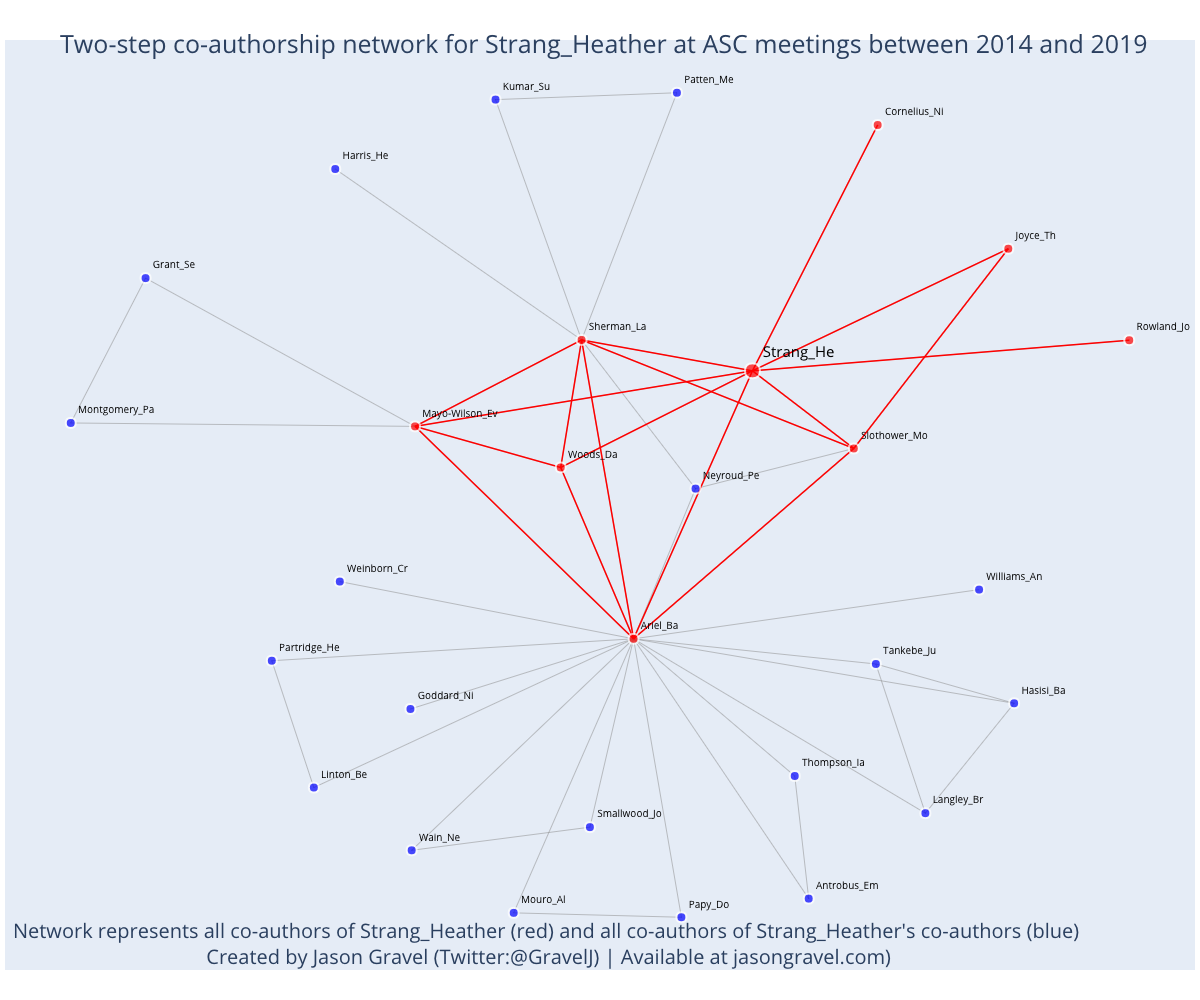 Two-step co-authorship network for Strang_Heather at ASC meetings between 2014 and 2019
Kumar_Su
Patten_Me
Cornelius_Ni
Harris_He
Joyce_Th
Grant_Se
Sherman_La
Rowland_Jo
Strang_He
Montgomery_Pa
Mayo-Wilson_Ev
Slothower_Mo
Woods_Da
Neyroud_Pe
Weinborn_Cr
Williams_An
Ariel_Ba
Partridge_He
Tankebe_Ju
Goddard_Ni
Hasisi_Ba
Linton_Be
Thompson_Ia
Langley_Br
Smallwood_Jo
Wain_Ne
Antrobus_Em
Mouro_Al
Papy_Do
Network represents all co-authors of Strang_Heather (red) and all co-authors of Strang_Heather's co-authors (blue)
Created by Jason Gravel (Twitter:@GravelJ) | Available at jasongravel.com)